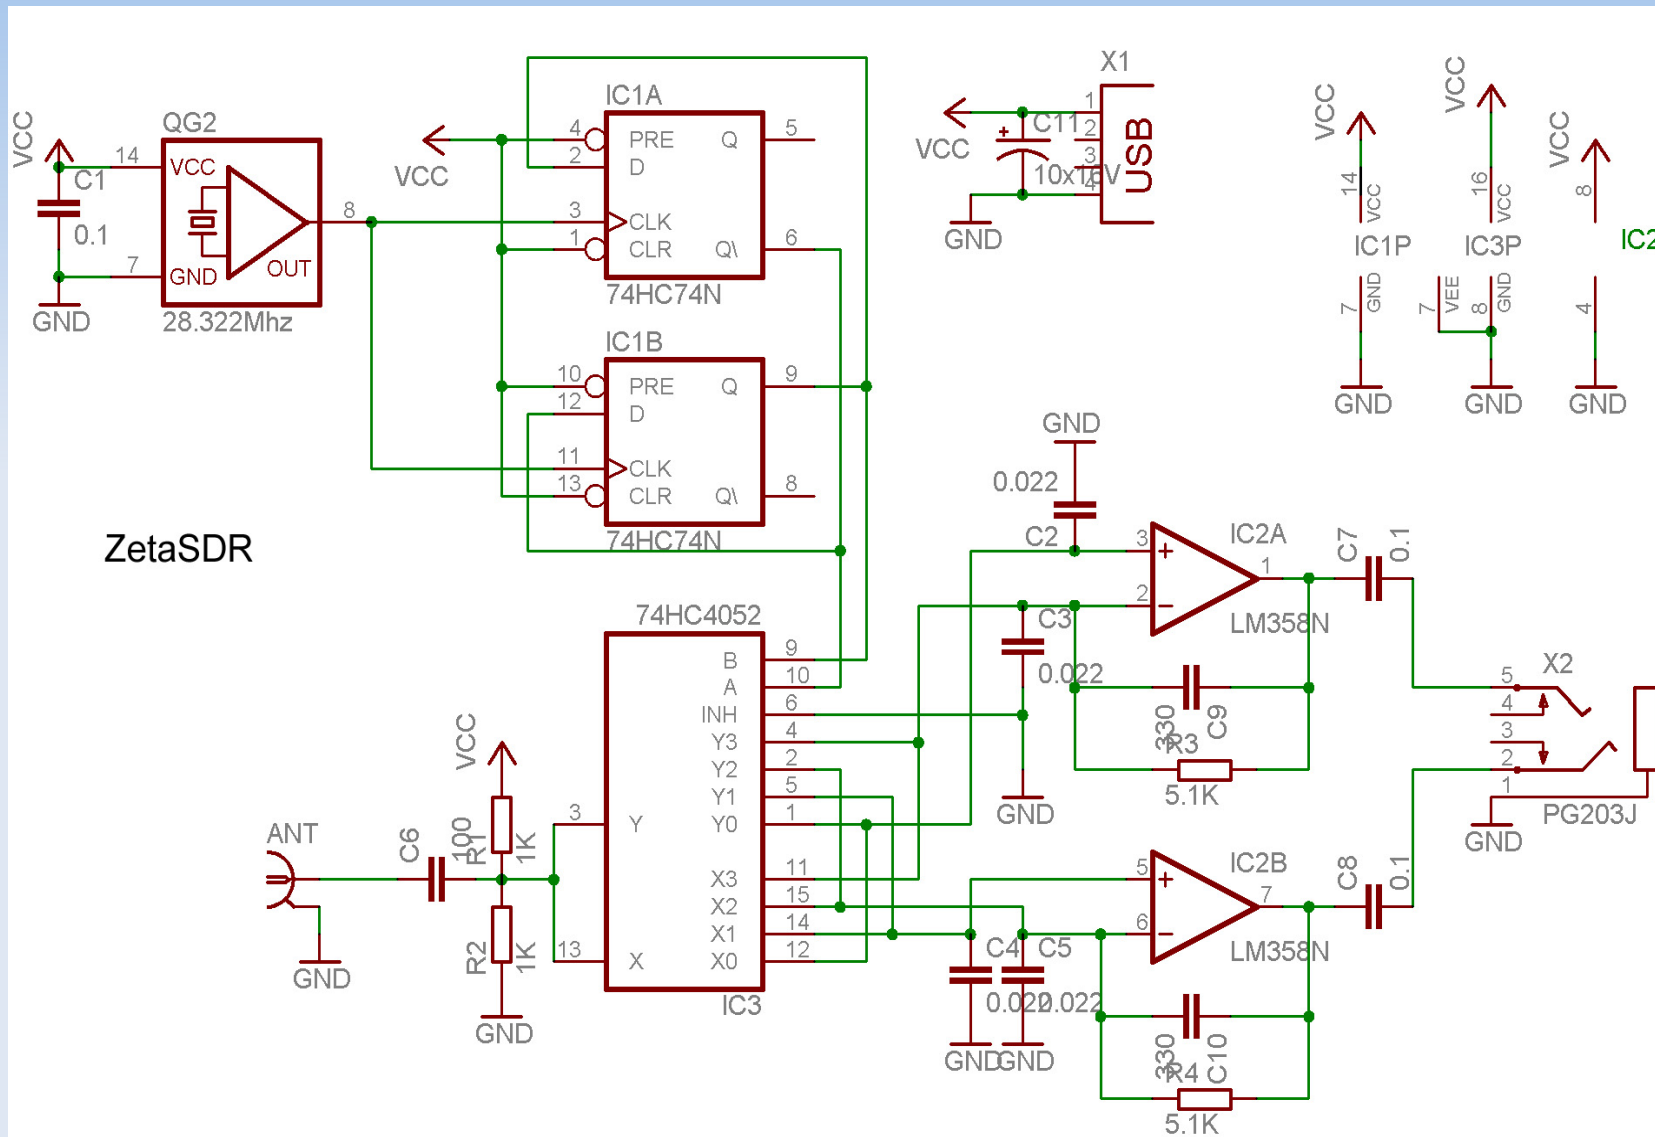 VCC
C1
0.1
GND
14
7
QG2
VCC
GND
OUT
8
28.322Mhz
VCC
IC1A
4
2
3
1
PRE
D
CLK
CLR
Q
Q\
5
6
74HC74N
IC1B
10
12
11
13
PRE
D
CLK
CLR
Q
Q\
9
8
74HC74N
X1
VCC
C11
+
10x16V
GND
1
2
3
4
USB
VCC
14
VCC
IC1P
7
GND
GND
VCC
16
VCC
IC3P
7
VEE
8
GND
GND
VCC
8
IC2
4
GND
ZetaSDR
74HC4052
B
A
INH
Y3
Y2
Y1
Y0
X3
X2
X1
X0
9
10
6
4
2
5
1
11
15
14
12
3
Y
13
X
IC3
ANT
GND
C6
100
VCC
R1
1K
R2
1K
GND
GND
0.022
C2
C3
0.022
GND
3
+
2
−
IC2A
1
LM358N
330
C9
R3
5.1K
C7
0.1
5
+
6
−
IC2B
7
LM358N
C4
0.022
GND
C5
0.022
GND
330
C10
R4
5.1K
C8
0.1
X2
5
4
3
2
1
PG203J
GND